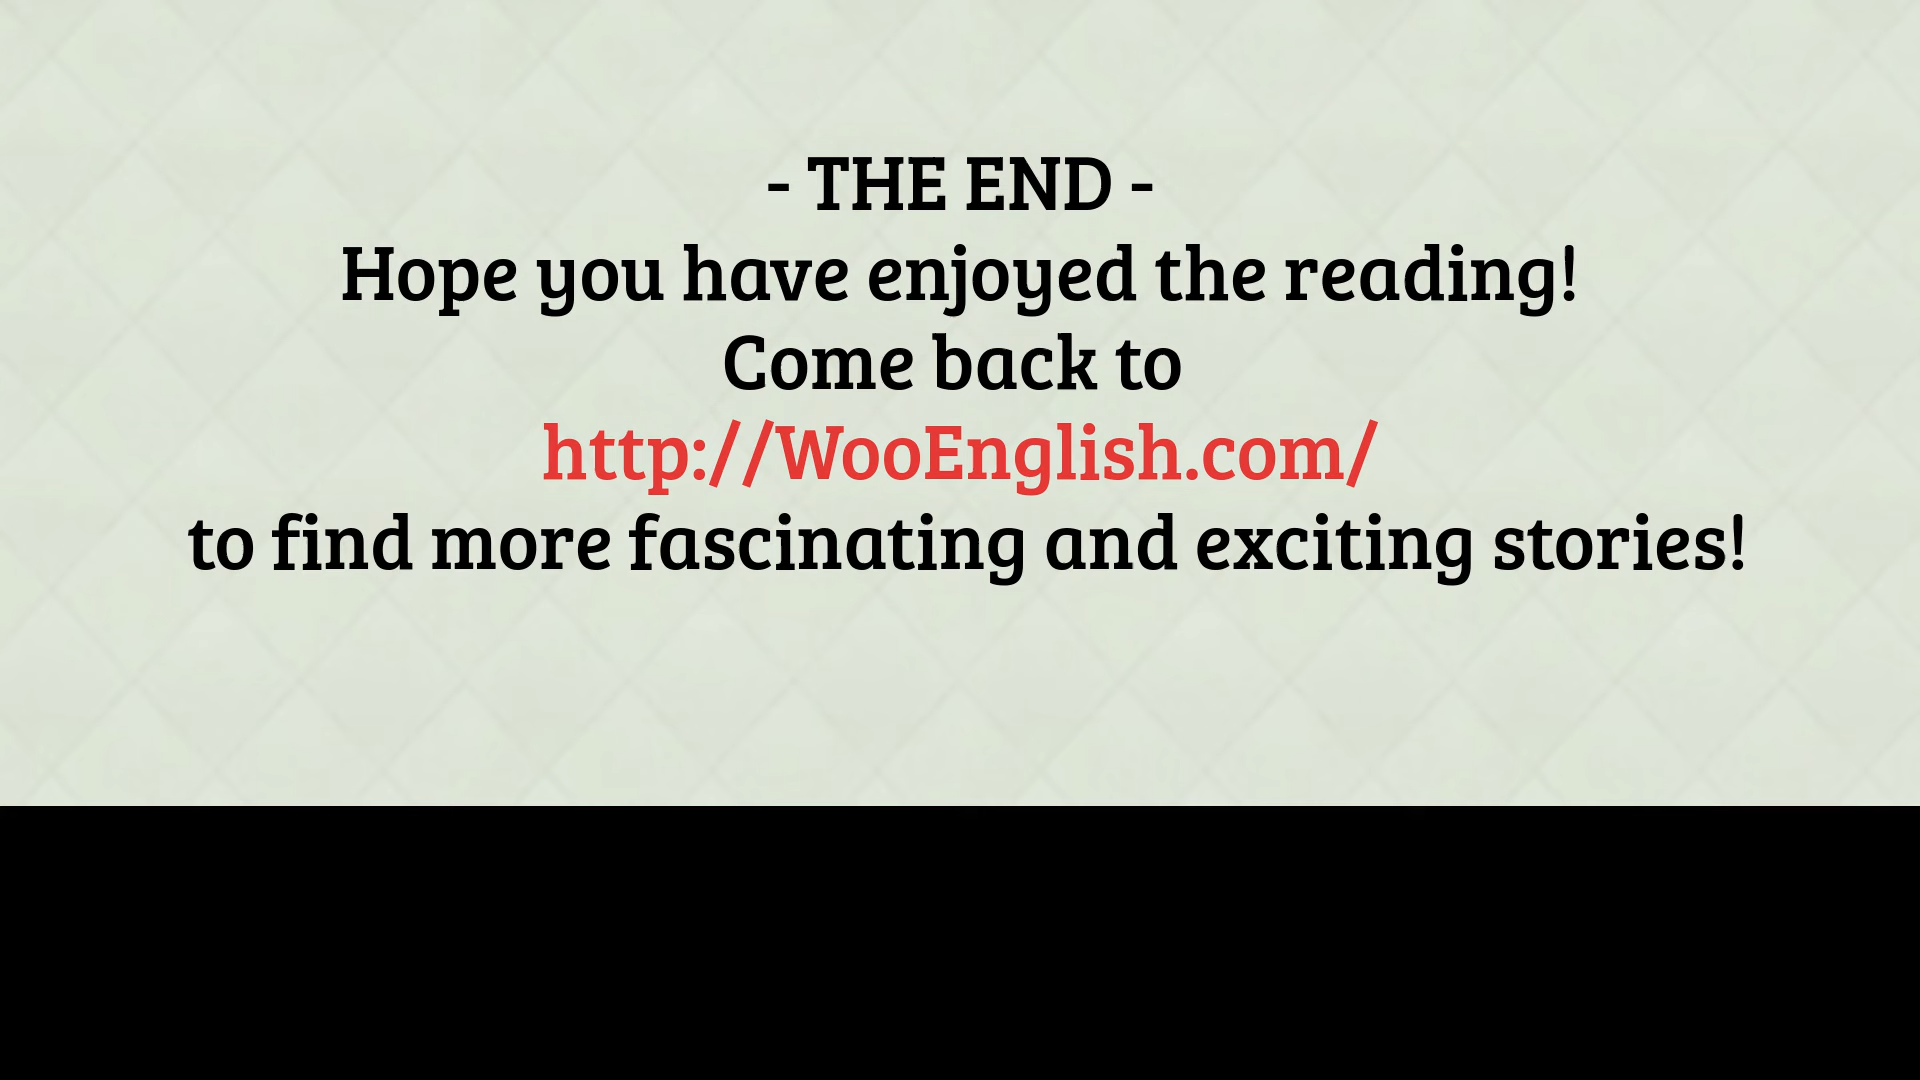 - THE END -
Hope you have enjoyed the reading!
Come back to
http://WooEnglish.com/
to find more fascinating and exciting stories!